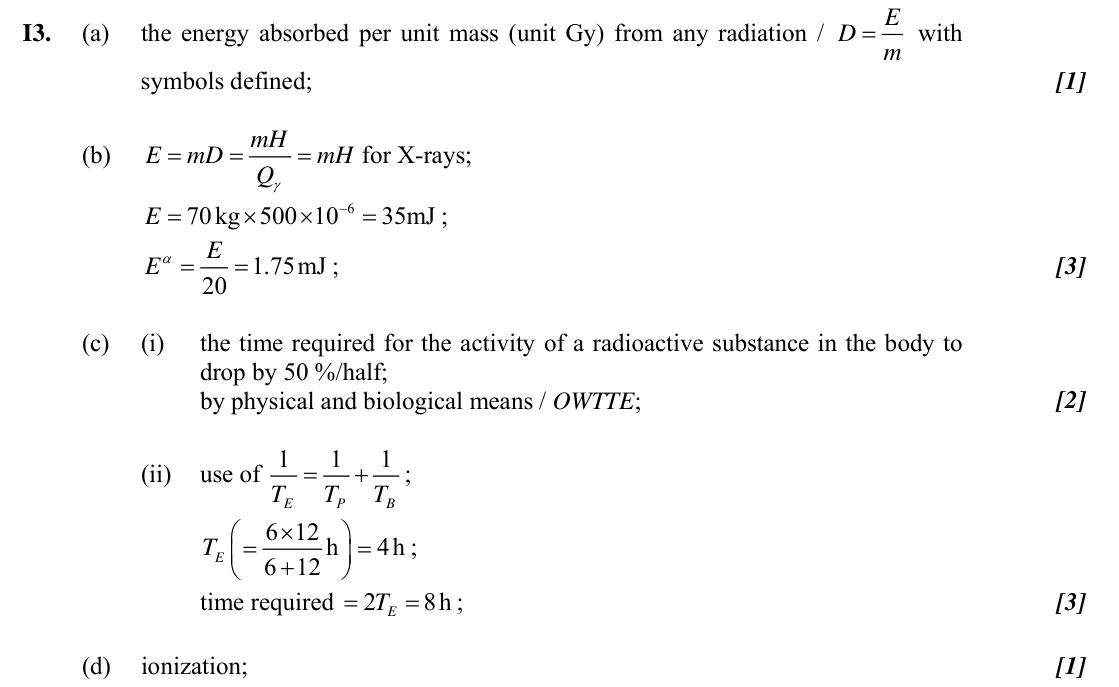 I3. (a) the energy absorbed per unit mass (unit Gy) from any radiation / D = E/m with
symbols defined; [1]
(b) E = mD = mH/Qγ = mH for X-rays;
E = 70 kg × 500 × 10⁻⁶ = 35mJ ;
Eᵅ = E/20 = 1.75 mJ ; [3]
(c) (i) the time required for the activity of a radioactive substance in the body to
drop by 50 %/half;
by physical and biological means / OWTTE; [2]
(ii) use of 1/T_E = 1/T_P + 1/T_B ;
T_E ( = (6×12)/(6+12) h ) = 4 h ;
time required = 2T_E = 8 h ; [3]
(d) ionization; [1]